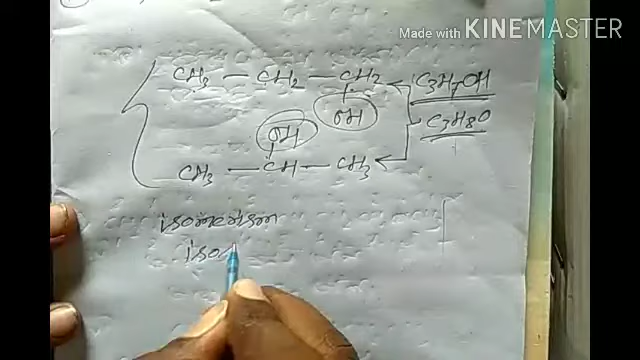 Made with KINEMASTER
CH3 — CH2 — CH2 C3H7OH
OH
OH C3H8O
CH3 — CH — CH3
isomerism
iso